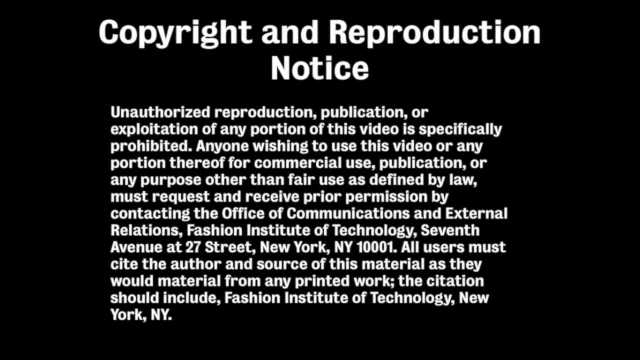 Copyright and Reproduction
Notice
Unauthorized reproduction, publication, or
exploitation of any portion of this video is specifically
prohibited. Anyone wishing to use this video or any
portion thereof for commercial use, publication, or
any purpose other than fair use as defined by law,
must request and receive prior permission by
contacting the Office of Communications and External
Relations, Fashion Institute of Technology, Seventh
Avenue at 27 Street, New York, NY 10001. All users must
cite the author and source of this material as they
would material from any printed work; the citation
should include, Fashion Institute of Technology, New
York, NY.